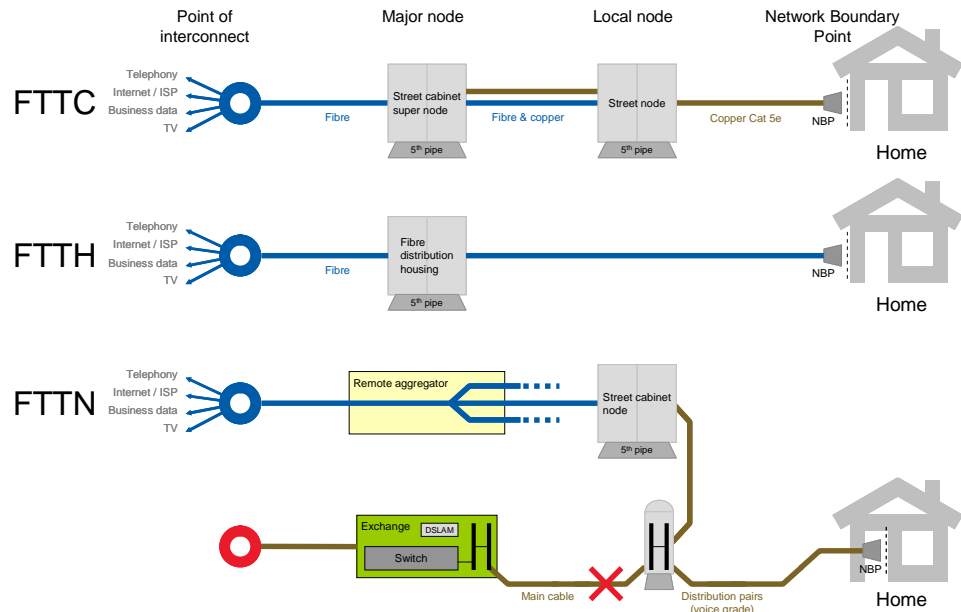 Point of
interconnect
Major node
Local node
Network Boundary
Point
FTTC
Telephony
Internet / ISP
Business data
TV
Fibre
Street cabinet
super node
5th pipe
Fibre & copper
Street node
5th pipe
Copper Cat 5e
NBP
Home
FTTH
Telephony
Internet / ISP
Business data
TV
Fibre
Fibre
distribution
housing
5th pipe
NBP
Home
FTTN
Telephony
Internet / ISP
Business data
TV
Remote aggregator
Street cabinet
node
5th pipe
Exchange
DSLAM
Switch
Main cable
Distribution pairs
(voice grade)
NBP
Home